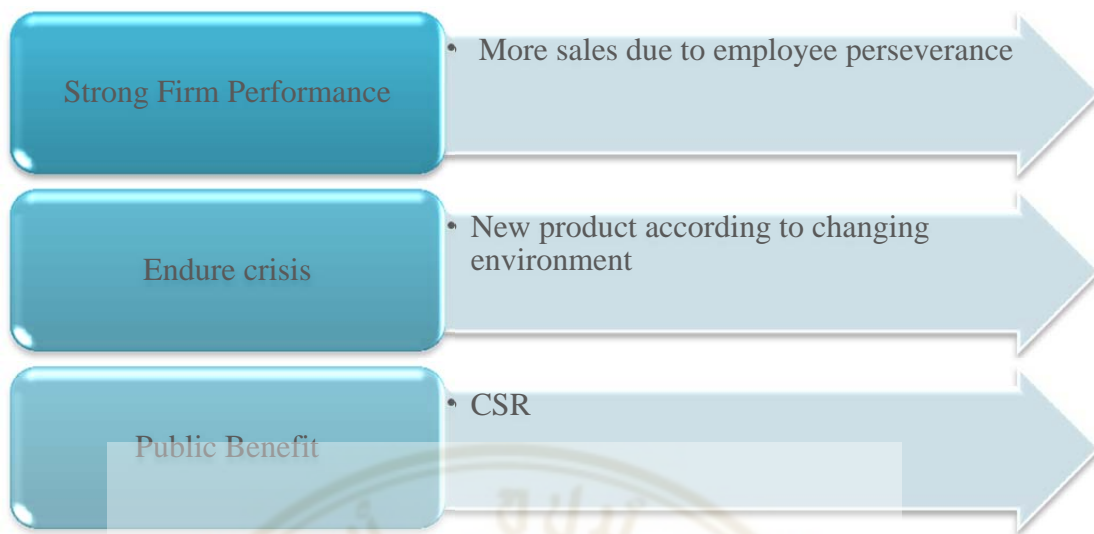 Strong Firm Performance
• More sales due to employee perseverance
Endure crisis
• New product according to changing
environment
Public Benefit
• CSR